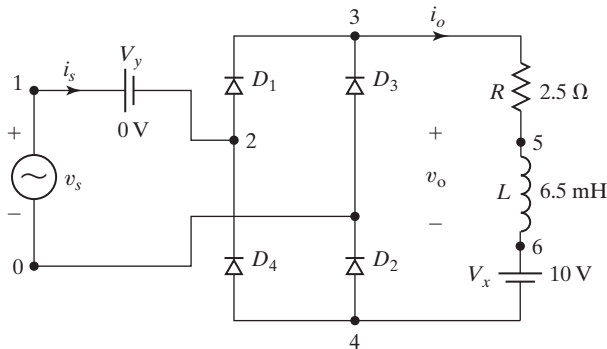 3
i_o
1
i_s
V_y
D_1
D_3
R
2.5 Ω
+
0 V
2
+
5
v_s
v_o
L
6.5 mH
−
−
6
0
D_4
D_2
V_x
10 V
4